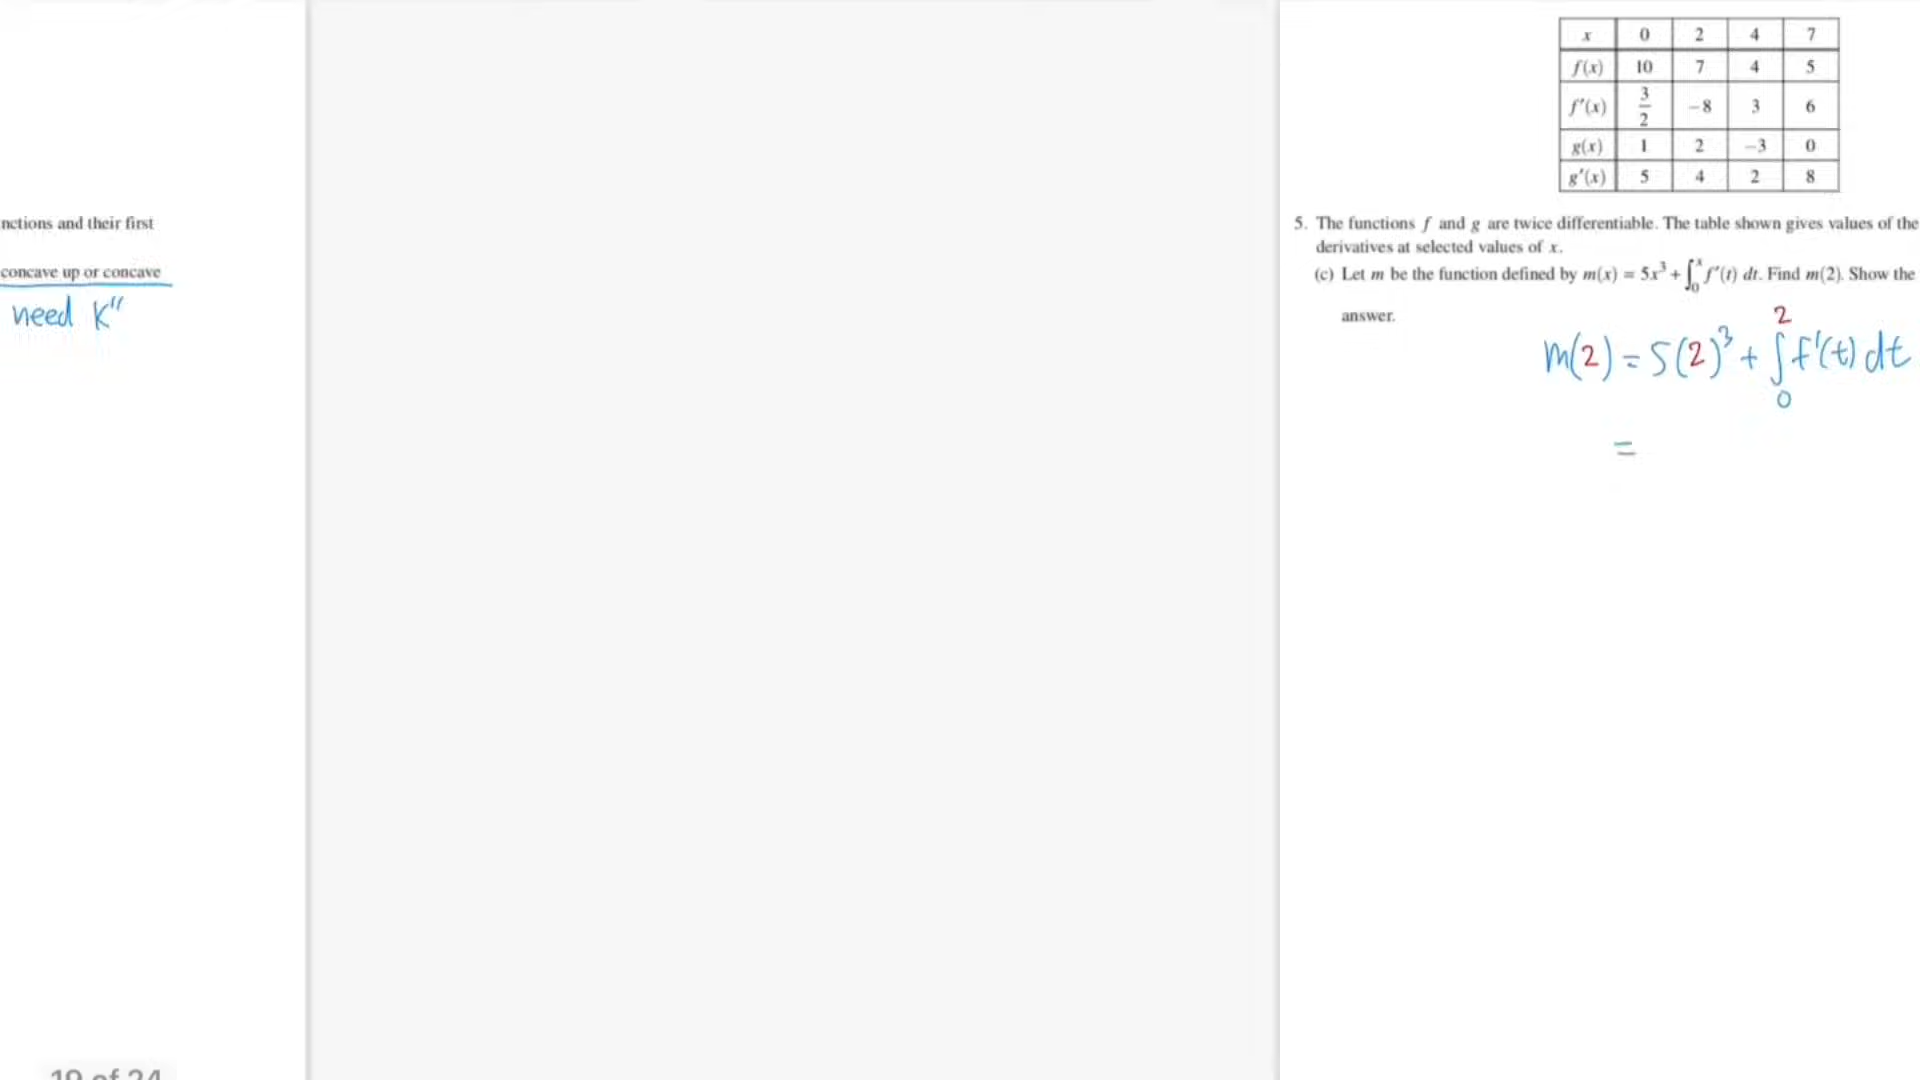 nctions and their first
concave up or concave
need K"
x 0 2 4 7
f(x) 10 7 4 5
f′(x) 3/2 −8 3 6
g(x) 1 2 −3 0
g′(x) 5 4 2 8
5. The functions f and g are twice differentiable. The table shown gives values of the
derivatives at selected values of x.
(c) Let m be the function defined by m(x) = 5x³ + ∫₀ˣ f′(t) dt. Find m(2). Show the
answer.
m(2) = 5(2)³ + ∫₀² f'(t) dt
=
19 of 24